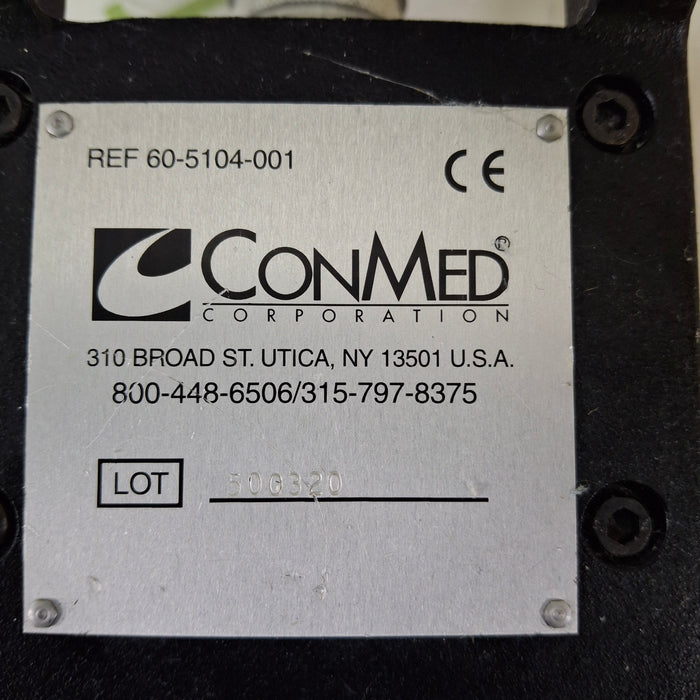 REF 60-5104-001
CE
CONMED®
CORPORATION
310 BROAD ST. UTICA, NY 13501 U.S.A.
800-448-6506/315-797-8375
LOT